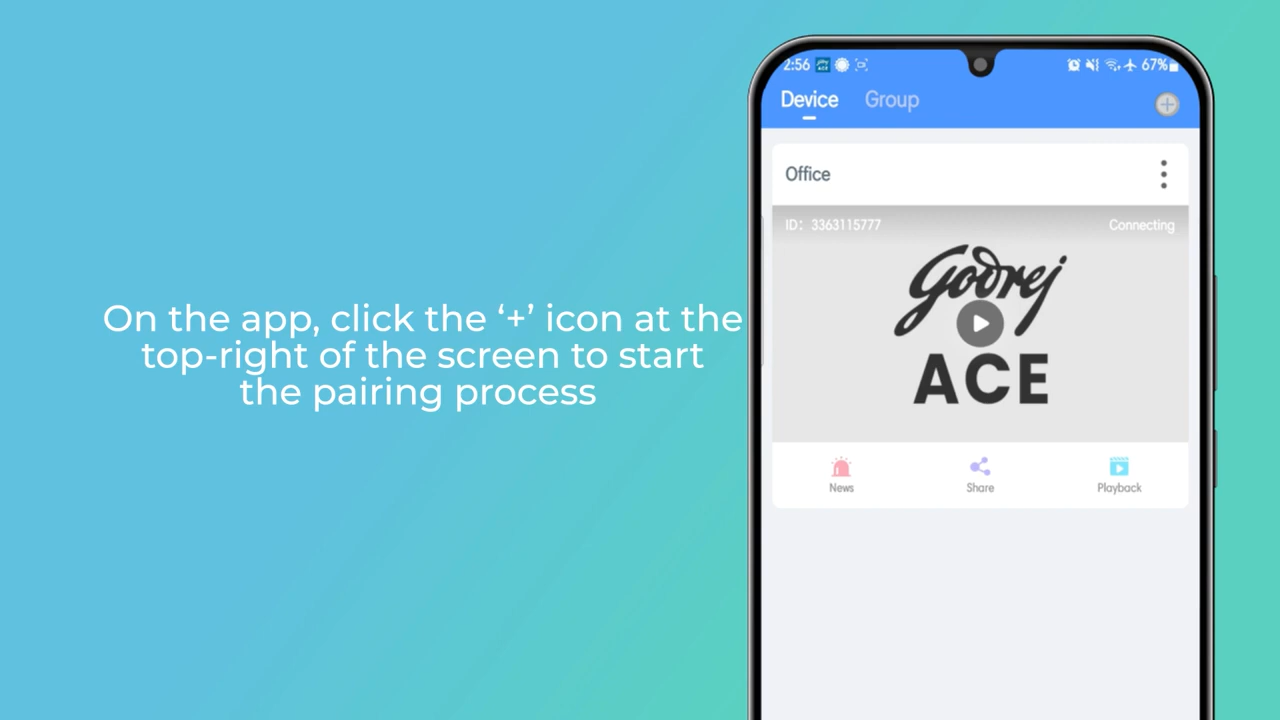 2:56
67%
Device Group
Office
ID: 3363115777
Connecting
Godrej
ACE
News
Share
Playback
On the app, click the ‘+’ icon at the
top-right of the screen to start
the pairing process